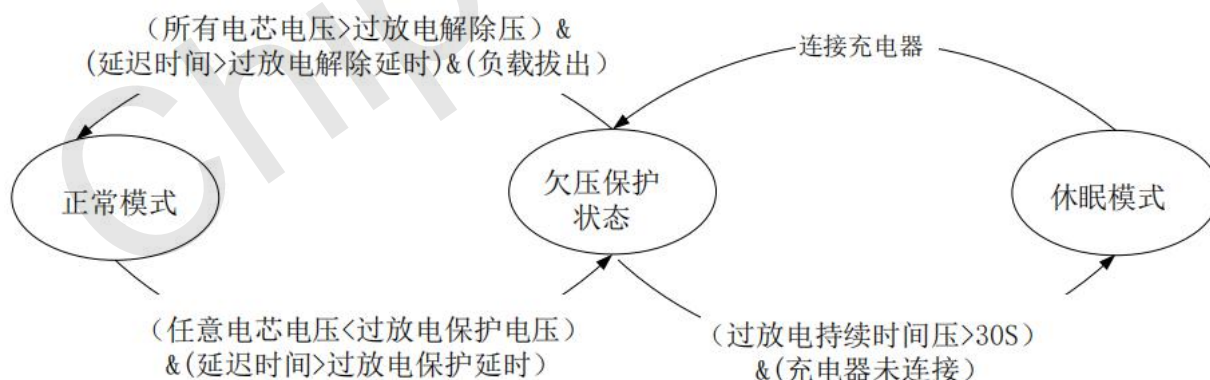 （所有电芯电压>过放电解除压）&
(延迟时间>过放电解除延时)&(负载拔出）
连接充电器
正常模式
欠压保护
状态
休眠模式
（任意电芯电压<过放电保护电压）
&(延迟时间>过放电保护延时）
（过放电持续时间压>30S）
&(充电器未连接）
Chip